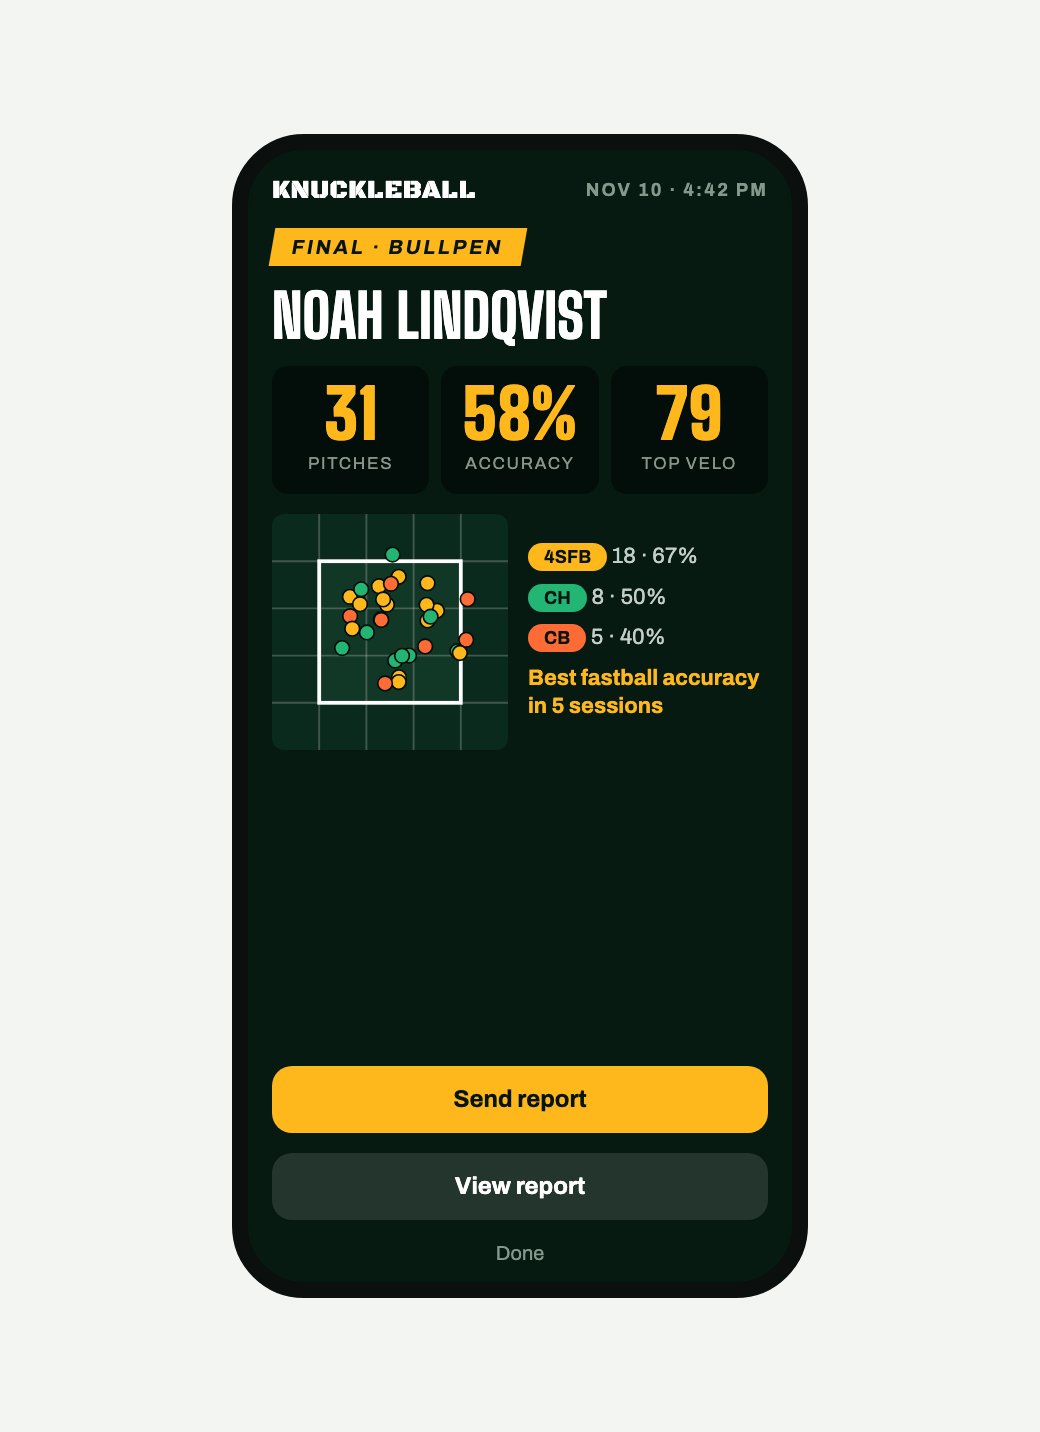 KNUCKLEBALL
NOV 10 · 4:42 PM
FINAL · BULLPEN
NOAH LINDQVIST
31
PITCHES
58%
ACCURACY
79
TOP VELO
4SFB 18 · 67%
CH 8 · 50%
CB 5 · 40%
Best fastball accuracy
in 5 sessions
Send report
View report
Done